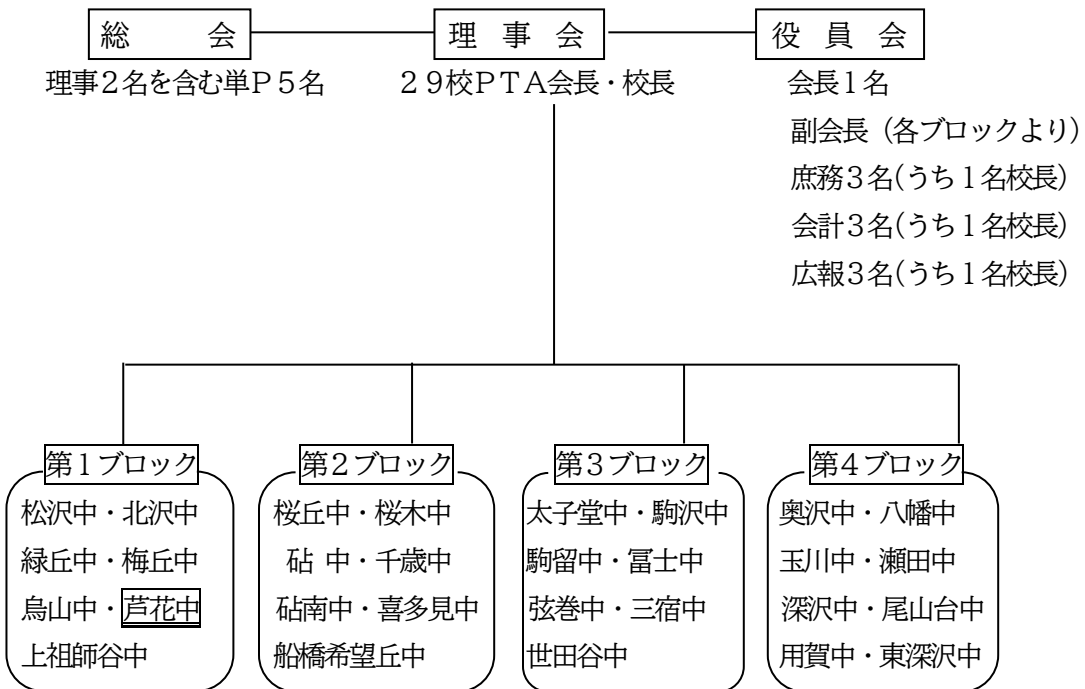 総　　会
理　事　会
役　員　会
理事２名を含む単Ｐ５名
２９校ＰＴＡ会長・校長
会長１名
副会長（各ブロックより）
庶務３名(うち１名校長)
会計３名(うち１名校長)
広報３名(うち１名校長)
第１ブロック
松沢中・北沢中
緑丘中・梅丘中
烏山中・芦花中
上祖師谷中
第２ブロック
桜丘中・桜木中
砧 中・千歳中
砧南中・喜多見中
船橋希望丘中
第３ブロック
太子堂中・駒沢中
駒留中・冨士中
弦巻中・三宿中
世田谷中
第４ブロック
奥沢中・八幡中
玉川中・瀬田中
深沢中・尾山台中
用賀中・東深沢中